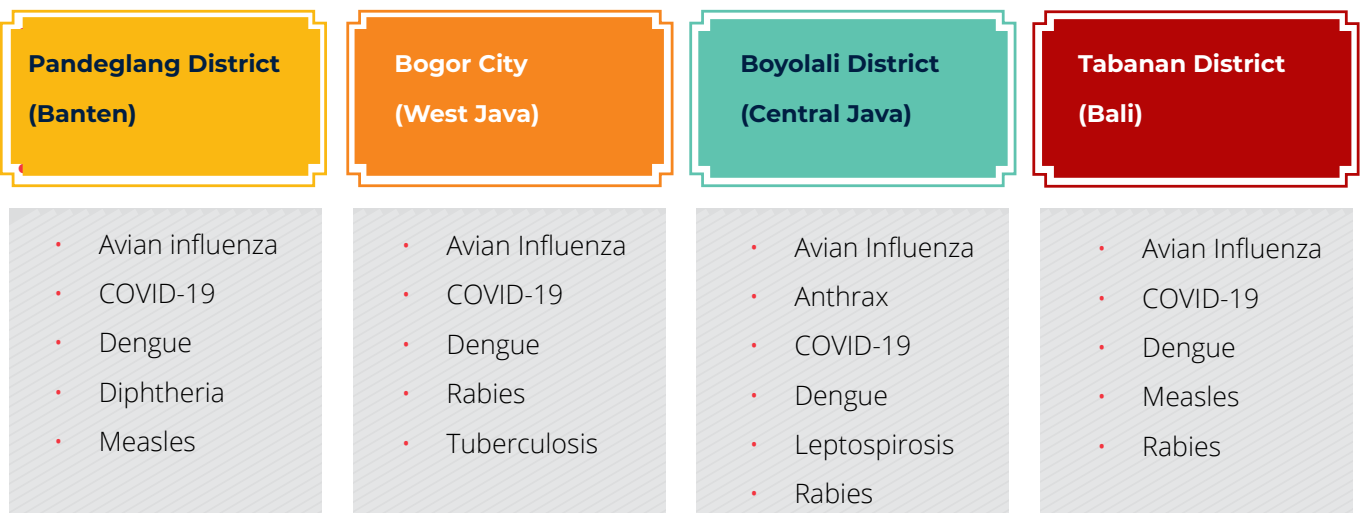 Pandeglang District
(Banten)
Avian influenza
COVID-19
Dengue
Diphtheria
Measles
Bogor City
(West Java)
Avian Influenza
COVID-19
Dengue
Rabies
Tuberculosis
Boyolali District
(Central Java)
Avian Influenza
Anthrax
COVID-19
Dengue
Leptospirosis
Rabies
Tabanan District
(Bali)
Avian Influenza
COVID-19
Dengue
Measles
Rabies